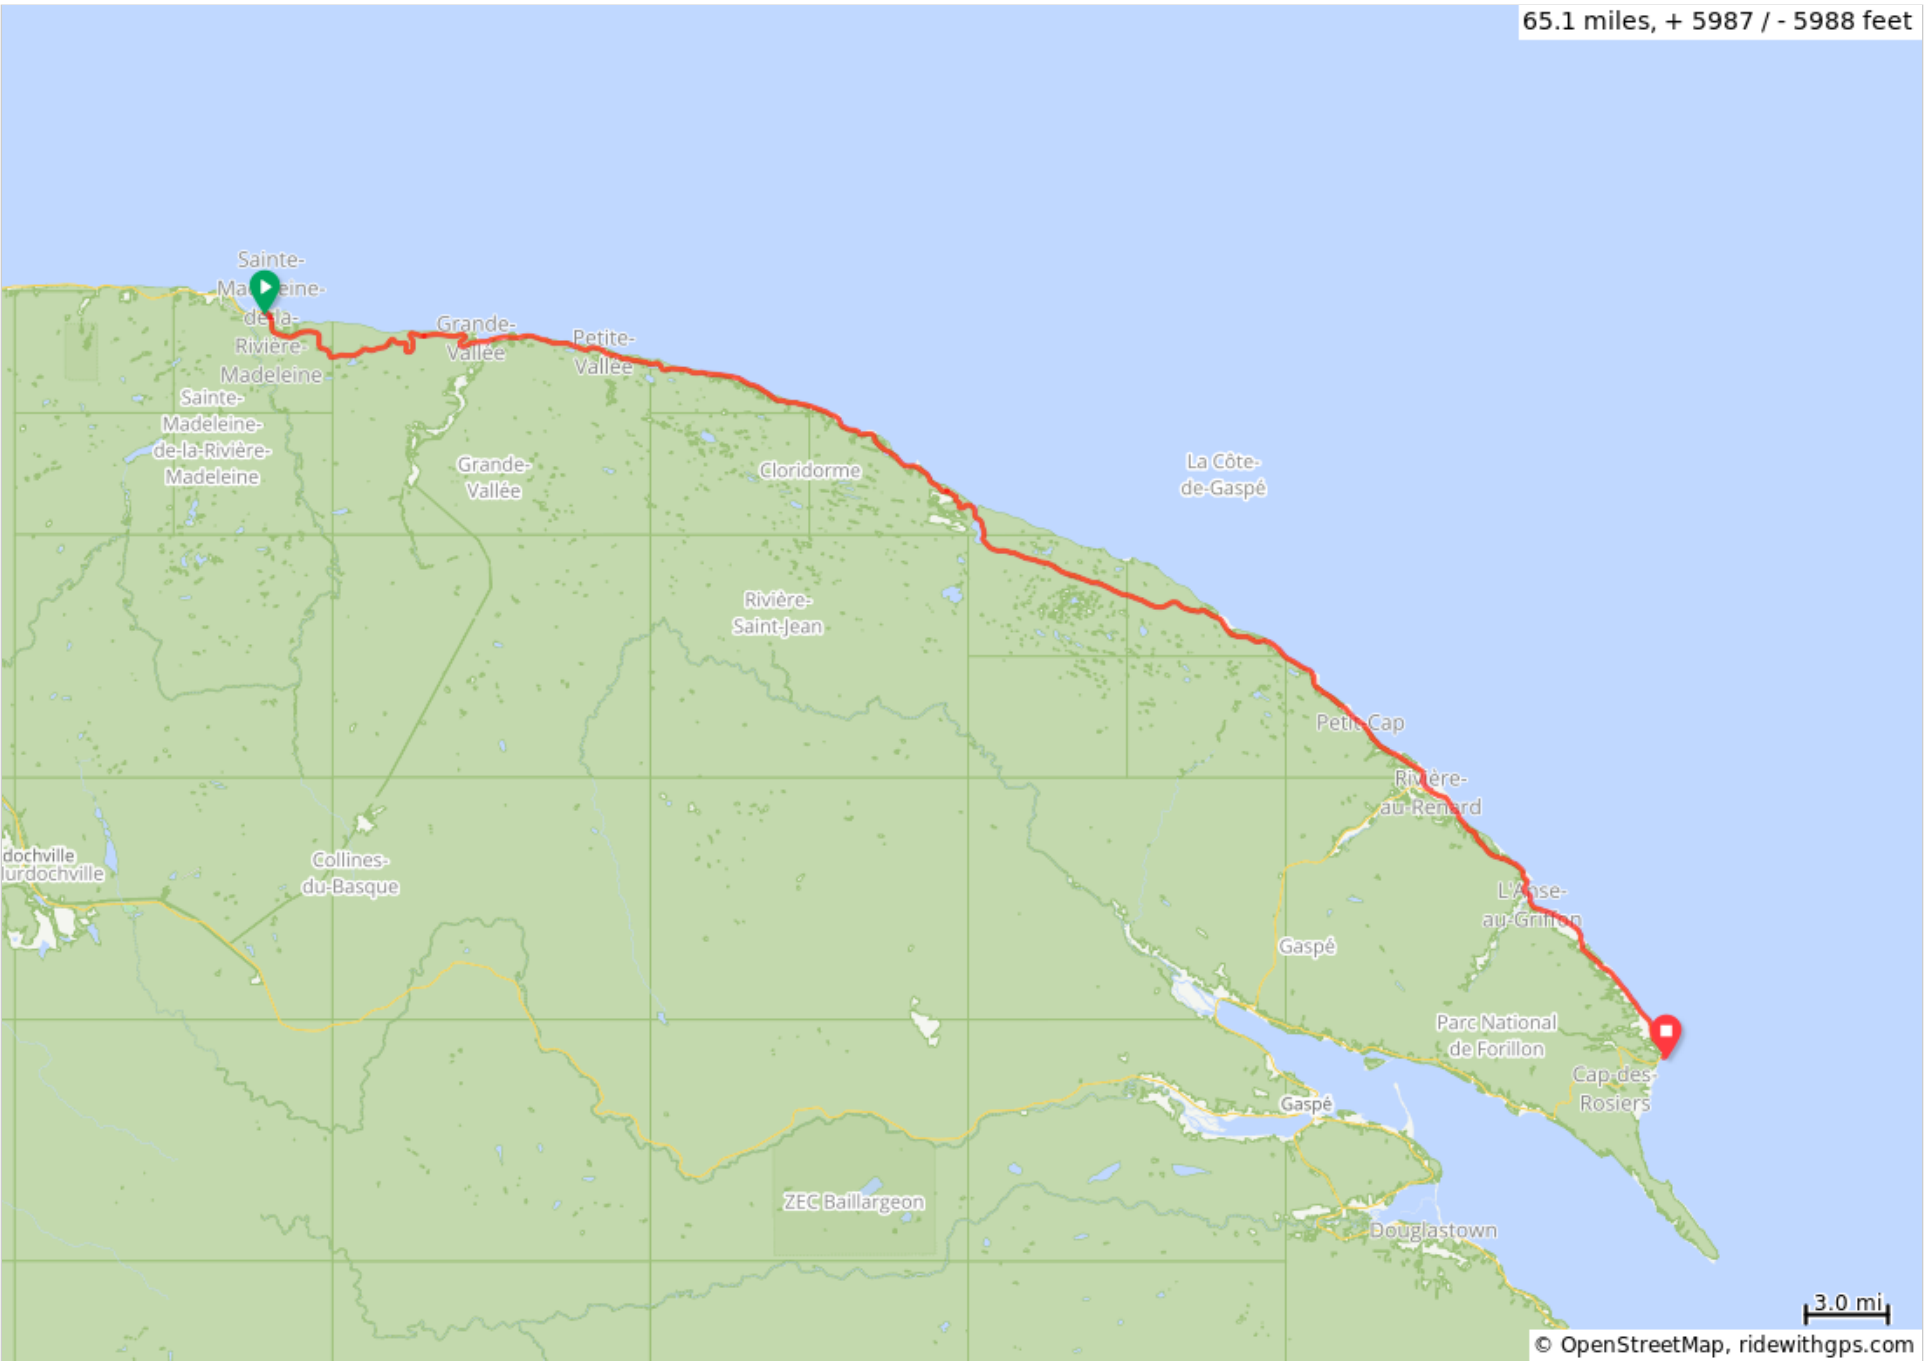 65.1 miles, + 5987 / - 5988 feet
Sainte-
de-la-
Rivière-
Madeleine
Grande-
Vallée
Petite-
Vallée
Sainte-
Madeleine-
de-la-Rivière-
Madeleine
Grande-
Vallée
Cloridorme
La Côte-
de-Gaspé
Rivière-
Saint-Jean
Petit-Cap
Rivière-
au-Renard
dochville
lurdochville
Collines-
du-Basque
L'Anse-
au-Griffon
Gaspé
Parc National
de Forillon
Cap-des-
Rosiers
Gaspé
ZEC Baillargeon
Douglastown
3.0 mi
© OpenStreetMap, ridewithgps.com